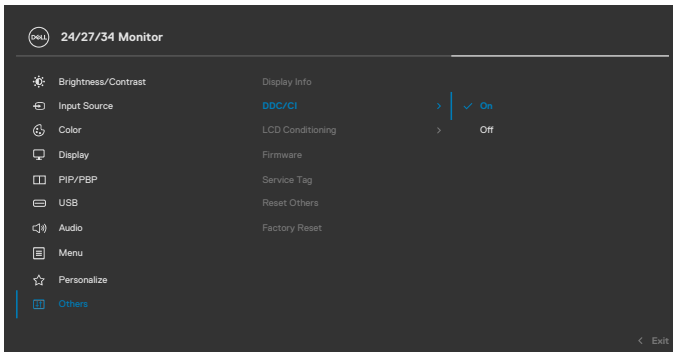 DELL 24/27/34 Monitor
Brightness/Contrast Display Info
Input Source DDC/CI > ✓ On
Color LCD Conditioning > Off
Display Firmware
PIP/PBP Service Tag
USB Reset Others
Audio Factory Reset
Menu
Personalize
Others
< Exit